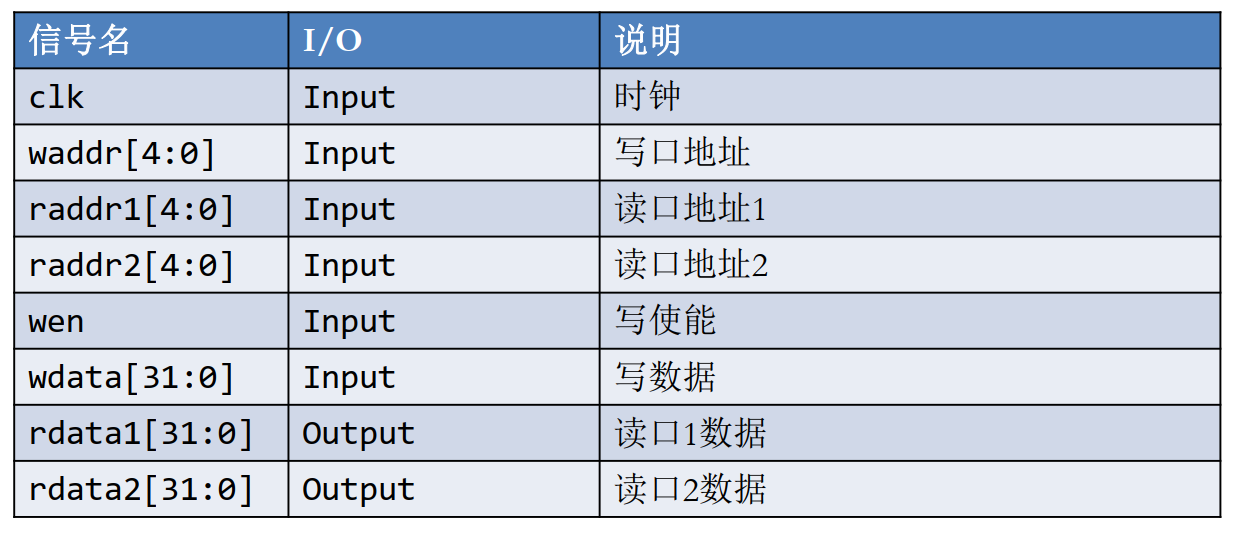 信号名 I/O 说明
clk Input 时钟
waddr[4:0] Input 写口地址
raddr1[4:0] Input 读口地址1
raddr2[4:0] Input 读口地址2
wen Input 写使能
wdata[31:0] Input 写数据
rdata1[31:0] Output 读口1数据
rdata2[31:0] Output 读口2数据